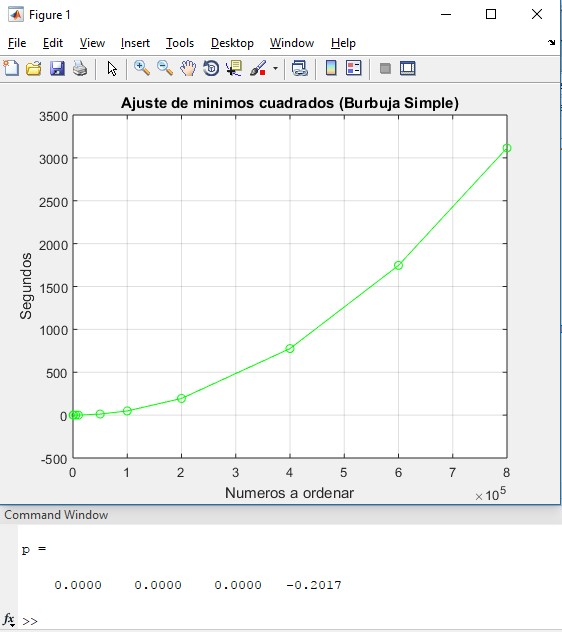 Figure 1
File Edit View Insert Tools Desktop Window Help
Ajuste de minimos cuadrados (Burbuja Simple)
3500
3000
2500
2000
1500
1000
500
0
-500
Segundos
0 1 2 3 4 5 6 7 8
Numeros a ordenar
×10^5
Command Window
p =
0.0000 0.0000 0.0000 -0.2017
fx >>